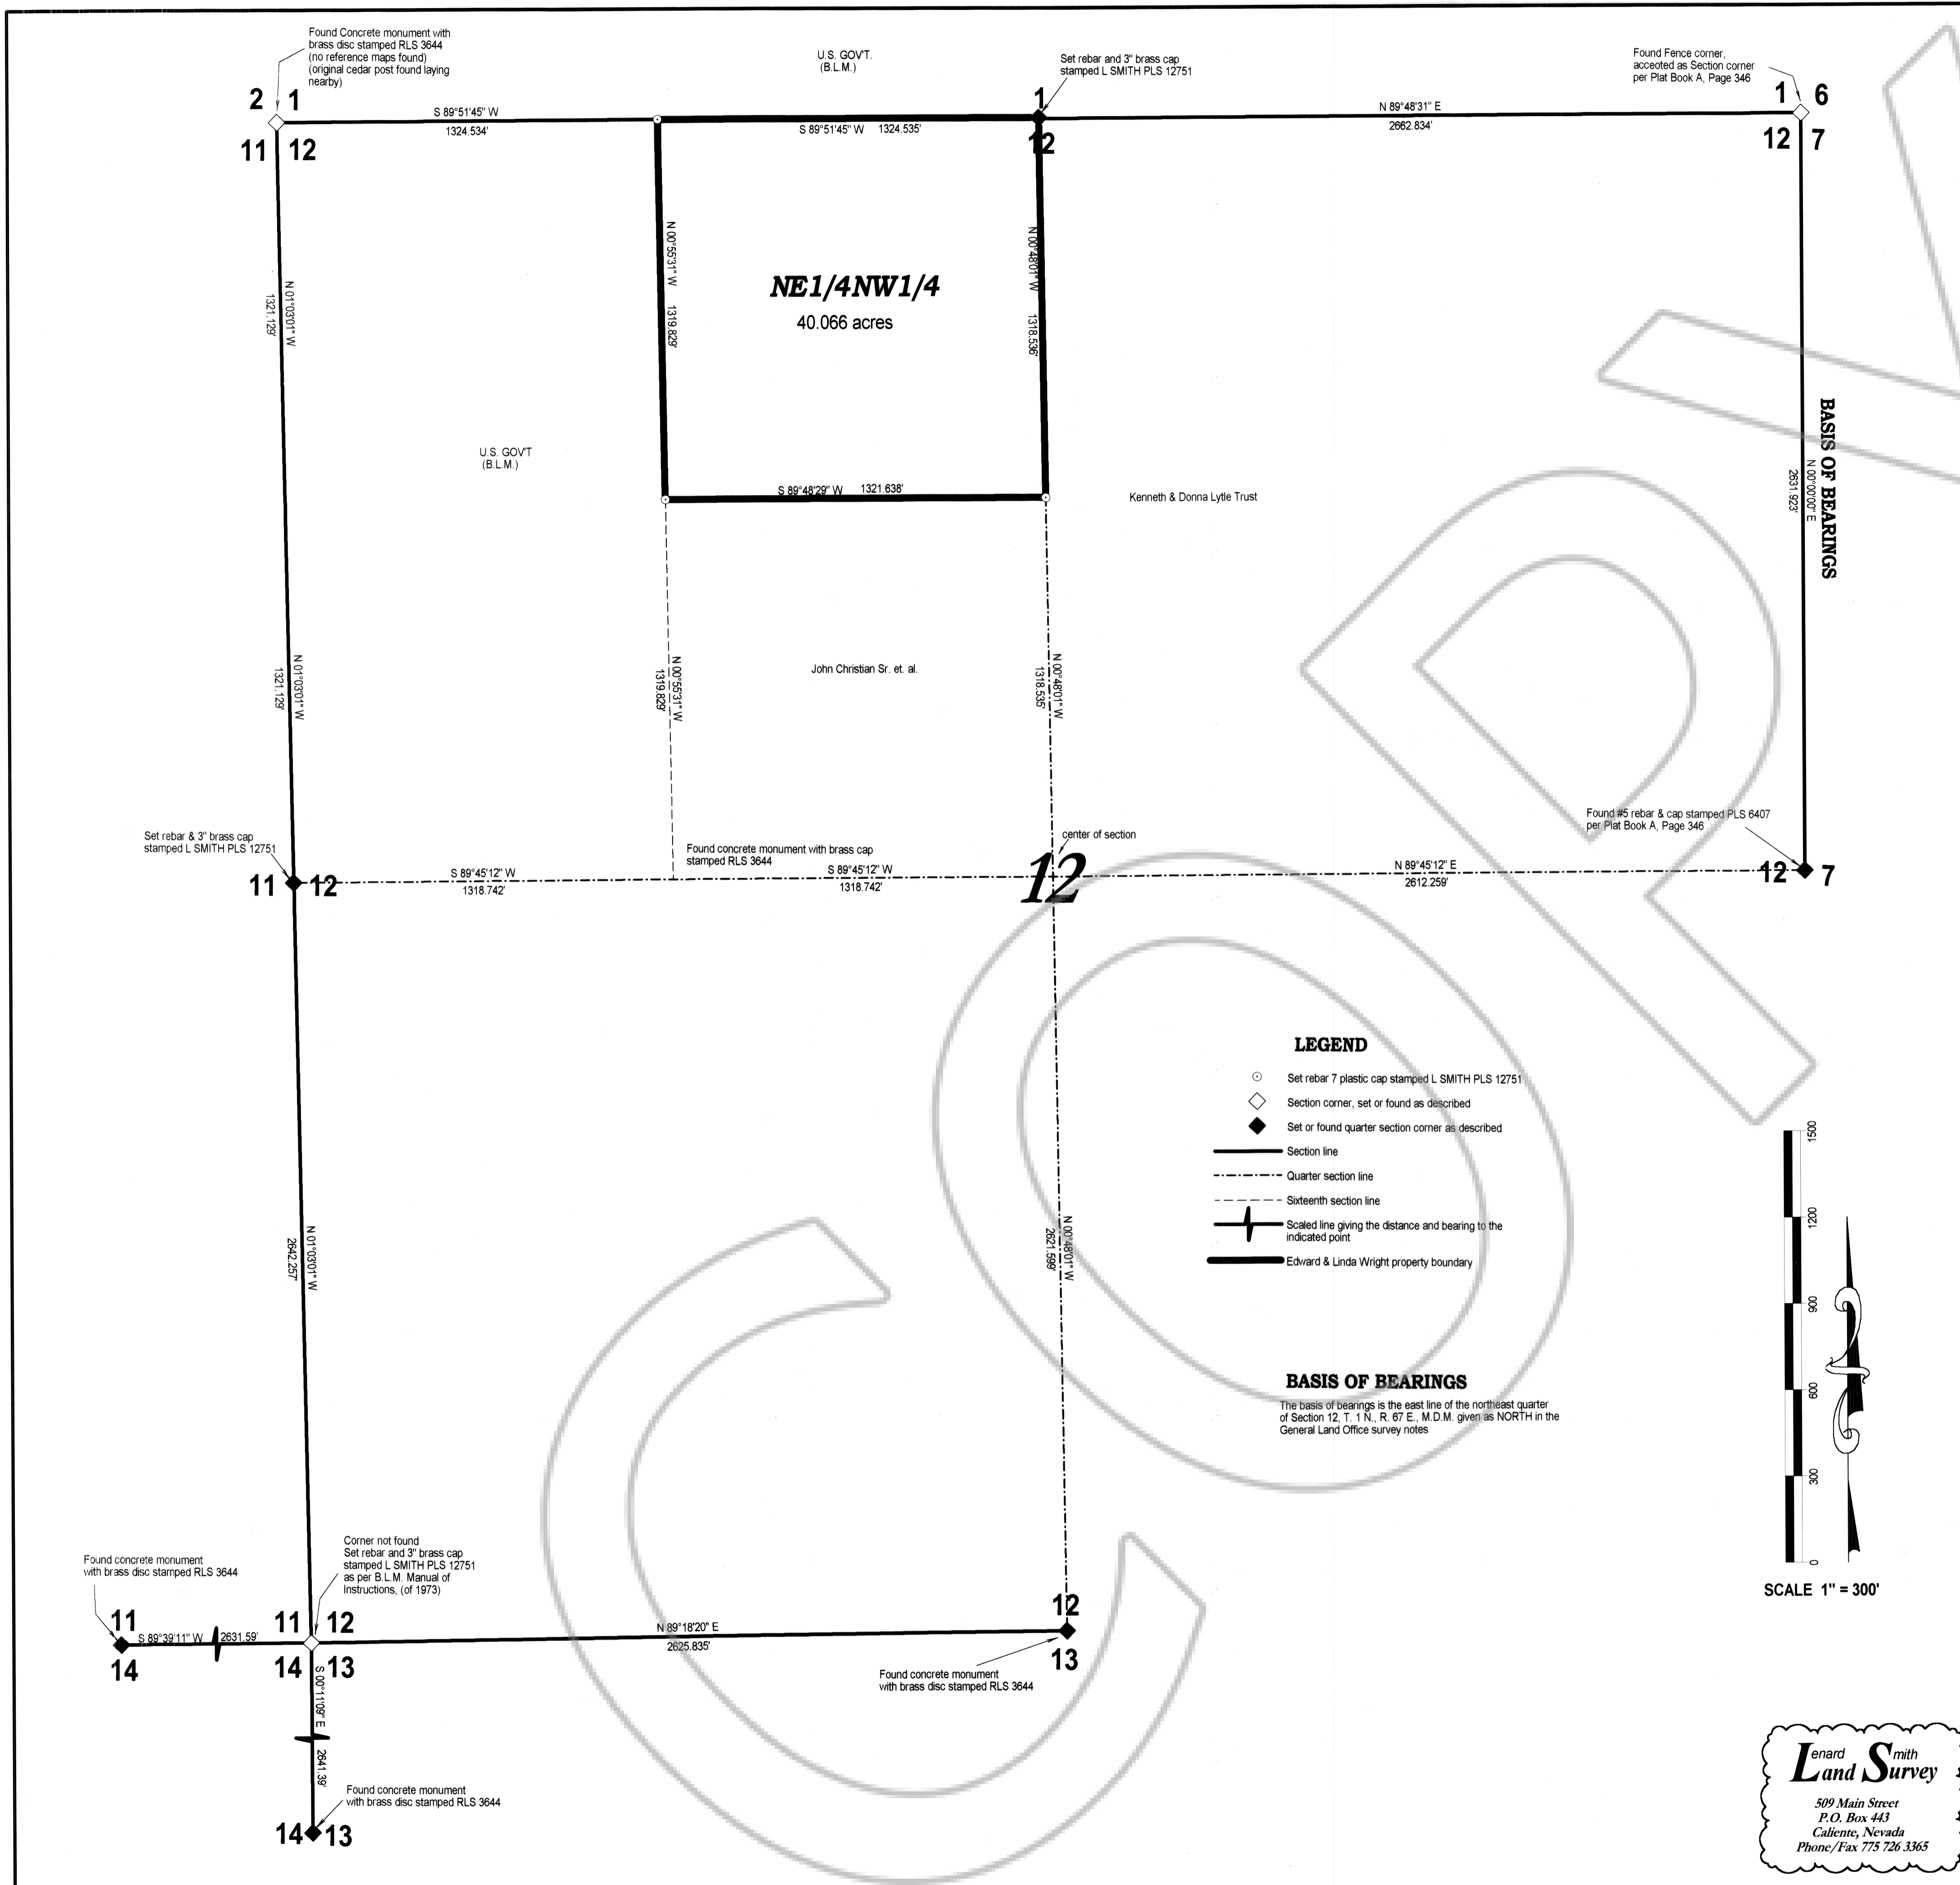 Found Concrete monument with
brass disc stamped RLS 3644
(no reference maps found)
(original cedar post found laying
nearby)
U.S. GOV'T.
(B.L.M.)
Set rebar and 3" brass cap
stamped L SMITH PLS 12751
Found Fence corner,
acceoted as Section corner
per Plat Book A, Page 346
2 1
11 12
S 89°51'45" W
1324.534'
S 89°51'45" W 1324.535'
1
12
N 89°48'31" E
2662.834'
1 6
12 7
N 01°03'01" W
1321.129'
N 00°55'31" W 1319.829'
NE1/4NW1/4
40.066 acres
N 00°48'01" W 1318.536'
BASIS OF BEARINGS
N 00°00'00" E
2631.923'
U.S. GOV'T
(B.L.M.)
S 89°48'29" W 1321.638'
Kenneth & Donna Lytle Trust
N 01°03'01" W
1321.129'
N 00°55'31" W
1319.829'
John Christian Sr. et. al.
N 00°48'01" W
1318.535'
Set rebar & 3" brass cap
stamped L SMITH PLS 12751
Found concrete monument with brass cap
stamped RLS 3644
center of section
Found #5 rebar & cap stamped PLS 6407
per Plat Book A, Page 346
11 12
S 89°45'12" W
1318.742'
S 89°45'12" W
1318.742'
12
N 89°45'12" E
2612.259'
12 7
LEGEND
Set rebar 7 plastic cap stamped L SMITH PLS 12751
Section corner, set or found as described
Set or found quarter section corner as described
Section line
Quarter section line
Sixteenth section line
Scaled line giving the distance and bearing to the
indicated point
Edward & Linda Wright property boundary
N 01°03'01" W
2642.257'
N 00°48'01" W
2621.599'
BASIS OF BEARINGS
The basis of bearings is the east line of the northeast quarter
of Section 12, T. 1 N., R. 67 E., M.D.M. given as NORTH in the
General Land Office survey notes
1500
1200
900
600
300
0
SCALE 1" = 300'
Found concrete monument
with brass disc stamped RLS 3644
Corner not found
Set rebar and 3" brass cap
stamped L SMITH PLS 12751
as per B.L.M. Manual of
Instructions, (of 1973)
11
14
S 89°39'11" W 2631.59'
11 12
14 13
N 89°18'20" E
2625.835'
12
13
Found concrete monument
with brass disc stamped RLS 3644
S 00°11'09" E 2641.39'
Found concrete monument
with brass disc stamped RLS 3644
14 13
Lenard Smith
Land Survey
509 Main Street
P.O. Box 443
Caliente, Nevada
Phone/Fax 775 726 3365
COPY